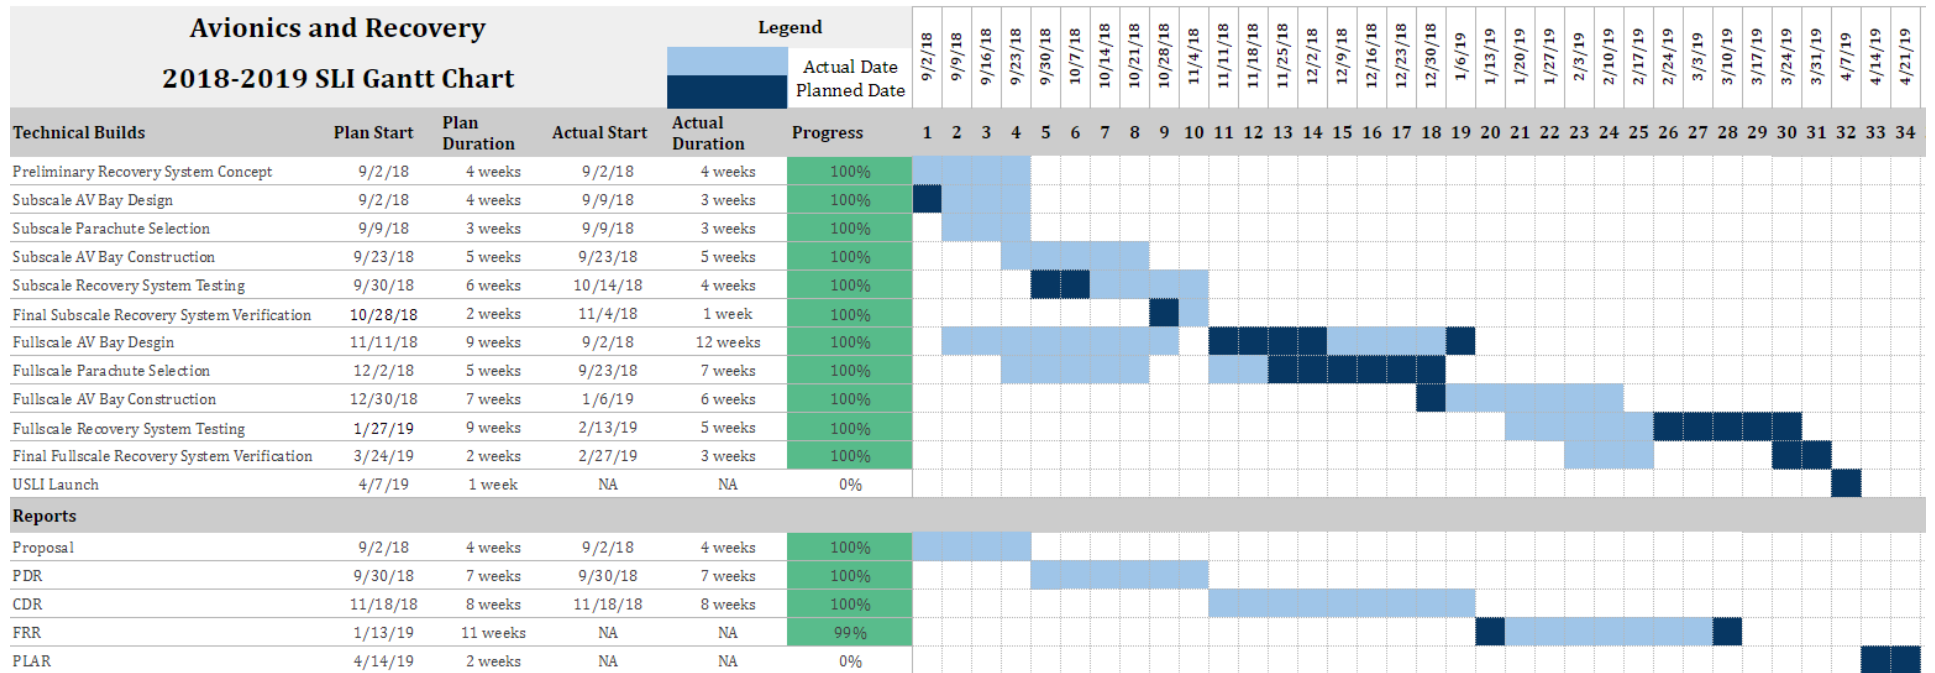 Avionics and Recovery
2018-2019 SLI Gantt Chart
Legend
Actual Date
Planned Date
9/2/18 9/9/18 9/16/18 9/23/18 9/30/18 10/7/18 10/14/18 10/21/18 10/28/18 11/4/18 11/11/18 11/18/18 11/25/18 12/2/18 12/9/18 12/16/18 12/23/18 12/30/18 1/6/19 1/13/19 1/20/19 1/27/19 2/3/19 2/10/19 2/17/19 2/24/19 3/3/19 3/10/19 3/17/19 3/24/19 3/31/19 4/7/19 4/14/19 4/21/19
Technical Builds Plan Start Plan Duration Actual Start Actual Duration Progress 1 2 3 4 5 6 7 8 9 10 11 12 13 14 15 16 17 18 19 20 21 22 23 24 25 26 27 28 29 30 31 32 33 34
Preliminary Recovery System Concept 9/2/18 4 weeks 9/2/18 4 weeks 100%
Subscale AV Bay Design 9/2/18 4 weeks 9/9/18 3 weeks 100%
Subscale Parachute Selection 9/9/18 3 weeks 9/9/18 3 weeks 100%
Subscale AV Bay Construction 9/23/18 5 weeks 9/23/18 5 weeks 100%
Subscale Recovery System Testing 9/30/18 6 weeks 10/14/18 4 weeks 100%
Final Subscale Recovery System Verification 10/28/18 2 weeks 11/4/18 1 week 100%
Fullscale AV Bay Desgin 11/11/18 9 weeks 9/2/18 12 weeks 100%
Fullscale Parachute Selection 12/2/18 5 weeks 9/23/18 7 weeks 100%
Fullscale AV Bay Construction 12/30/18 7 weeks 1/6/19 6 weeks 100%
Fullscale Recovery System Testing 1/27/19 9 weeks 2/13/19 5 weeks 100%
Final Fullscale Recovery System Verification 3/24/19 2 weeks 2/27/19 3 weeks 100%
USLI Launch 4/7/19 1 week NA NA 0%
Reports
Proposal 9/2/18 4 weeks 9/2/18 4 weeks 100%
PDR 9/30/18 7 weeks 9/30/18 7 weeks 100%
CDR 11/18/18 8 weeks 11/18/18 8 weeks 100%
FRR 1/13/19 11 weeks NA NA 99%
PLAR 4/14/19 2 weeks NA NA 0%